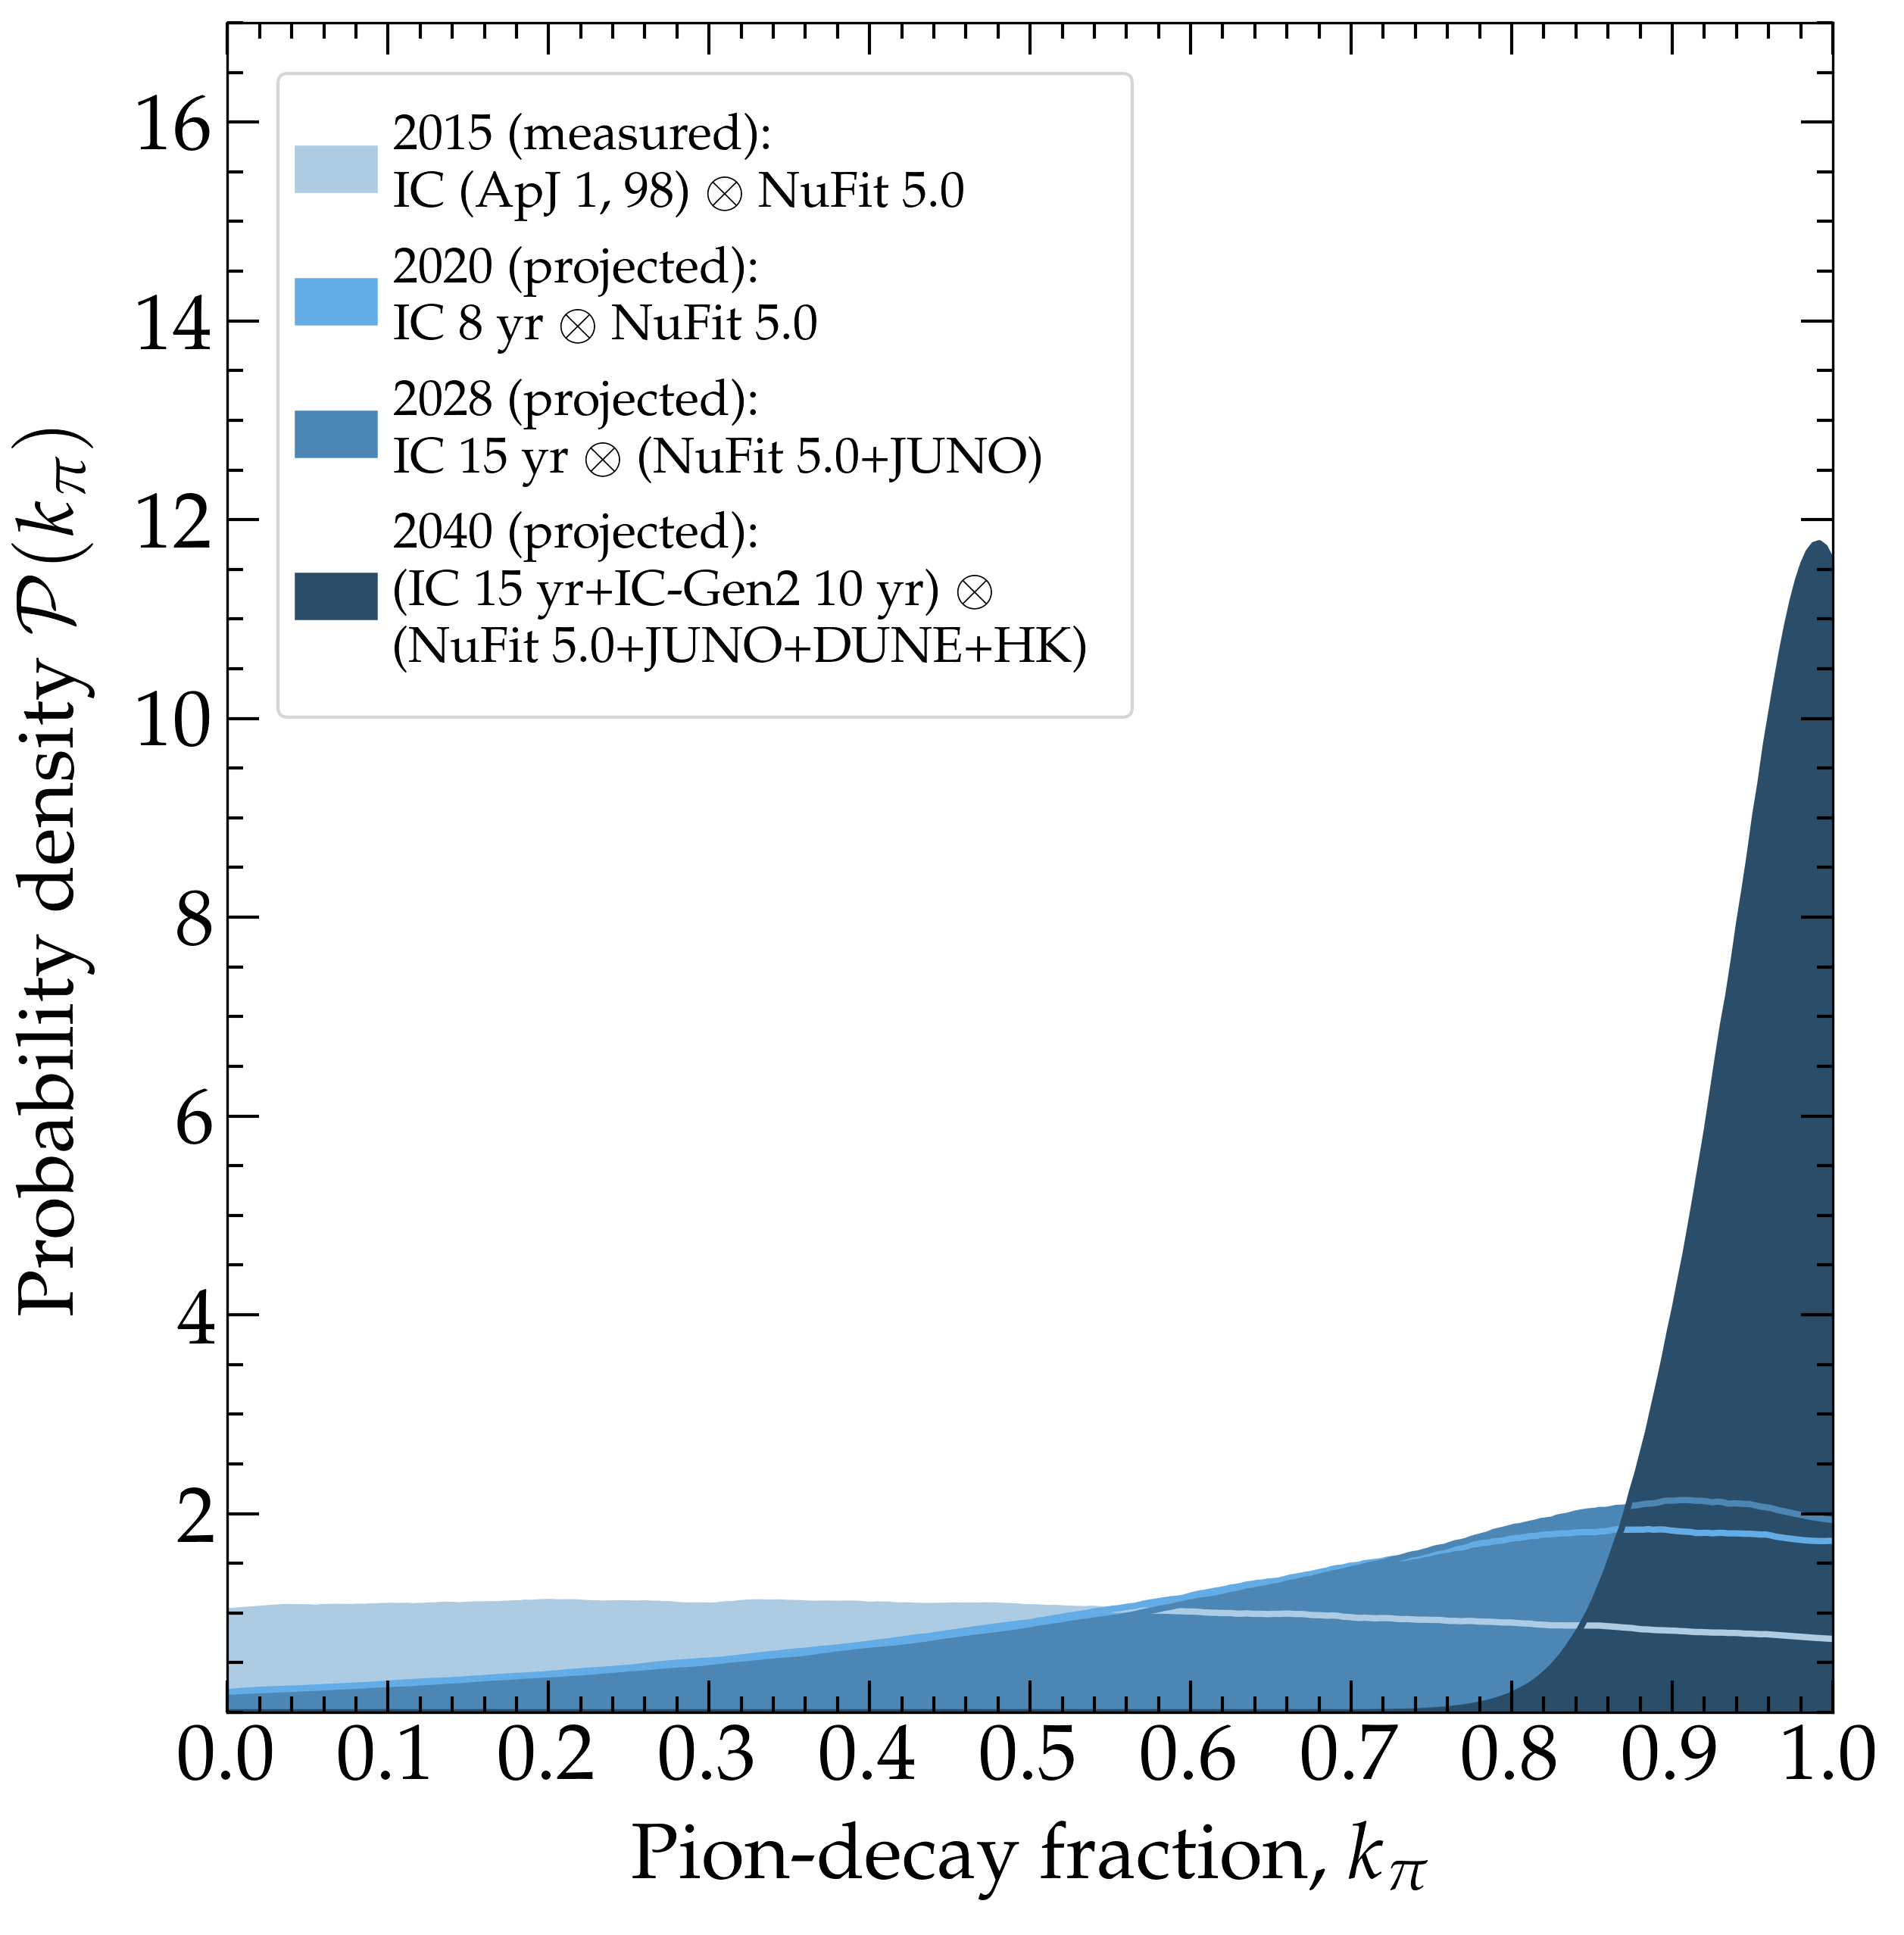 16
14
12
10
8
6
4
2
Probability density 𝒫(kπ)
2015 (measured):
IC (ApJ 1, 98) ⊗ NuFit 5.0
2020 (projected):
IC 8 yr ⊗ NuFit 5.0
2028 (projected):
IC 15 yr ⊗ (NuFit 5.0+JUNO)
2040 (projected):
(IC 15 yr+IC-Gen2 10 yr) ⊗
(NuFit 5.0+JUNO+DUNE+HK)
0.0 0.1 0.2 0.3 0.4 0.5 0.6 0.7 0.8 0.9 1.0
Pion-decay fraction, kπ